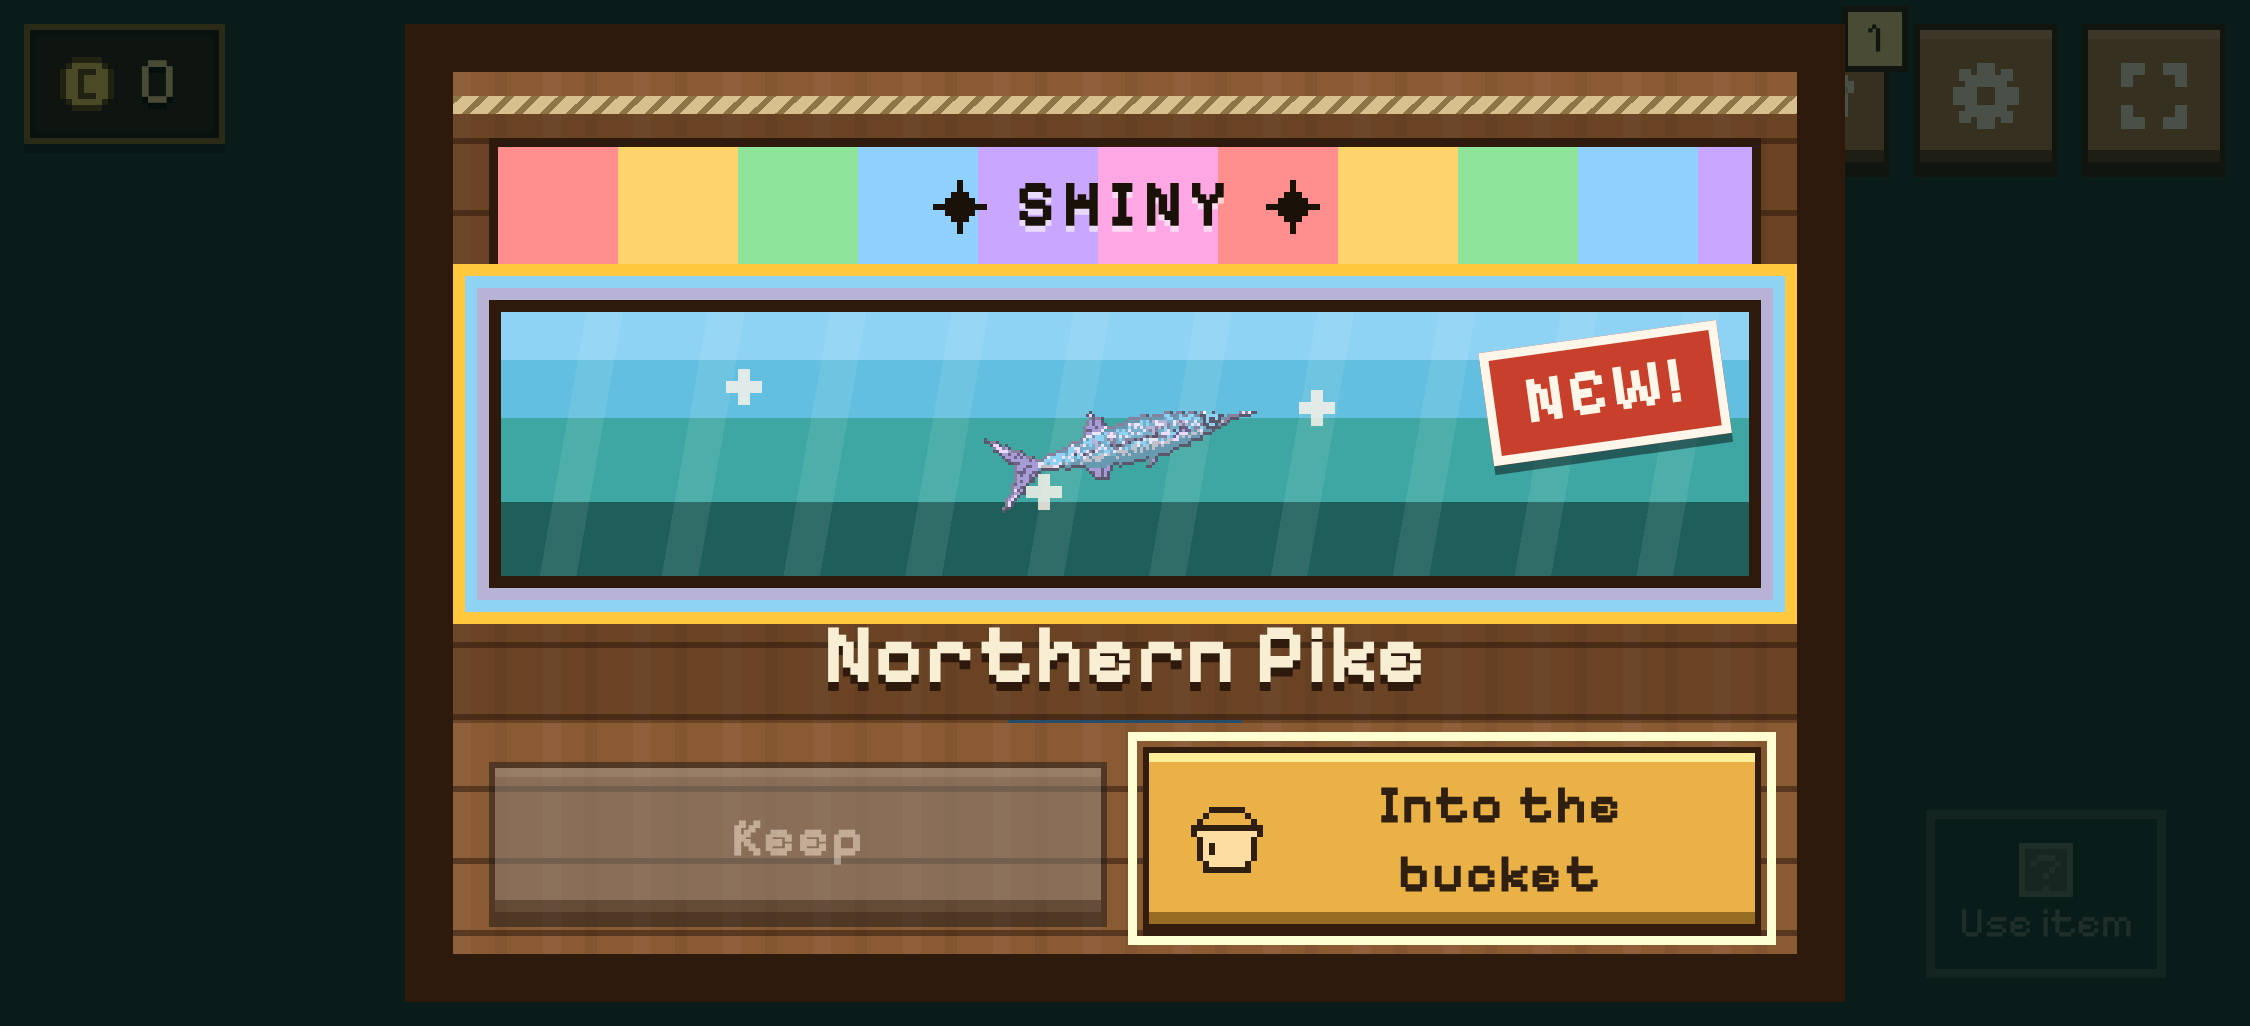 0
1
SHINY
NEW!
Northern Pike
Keep
Into the
bucket
?
Use item